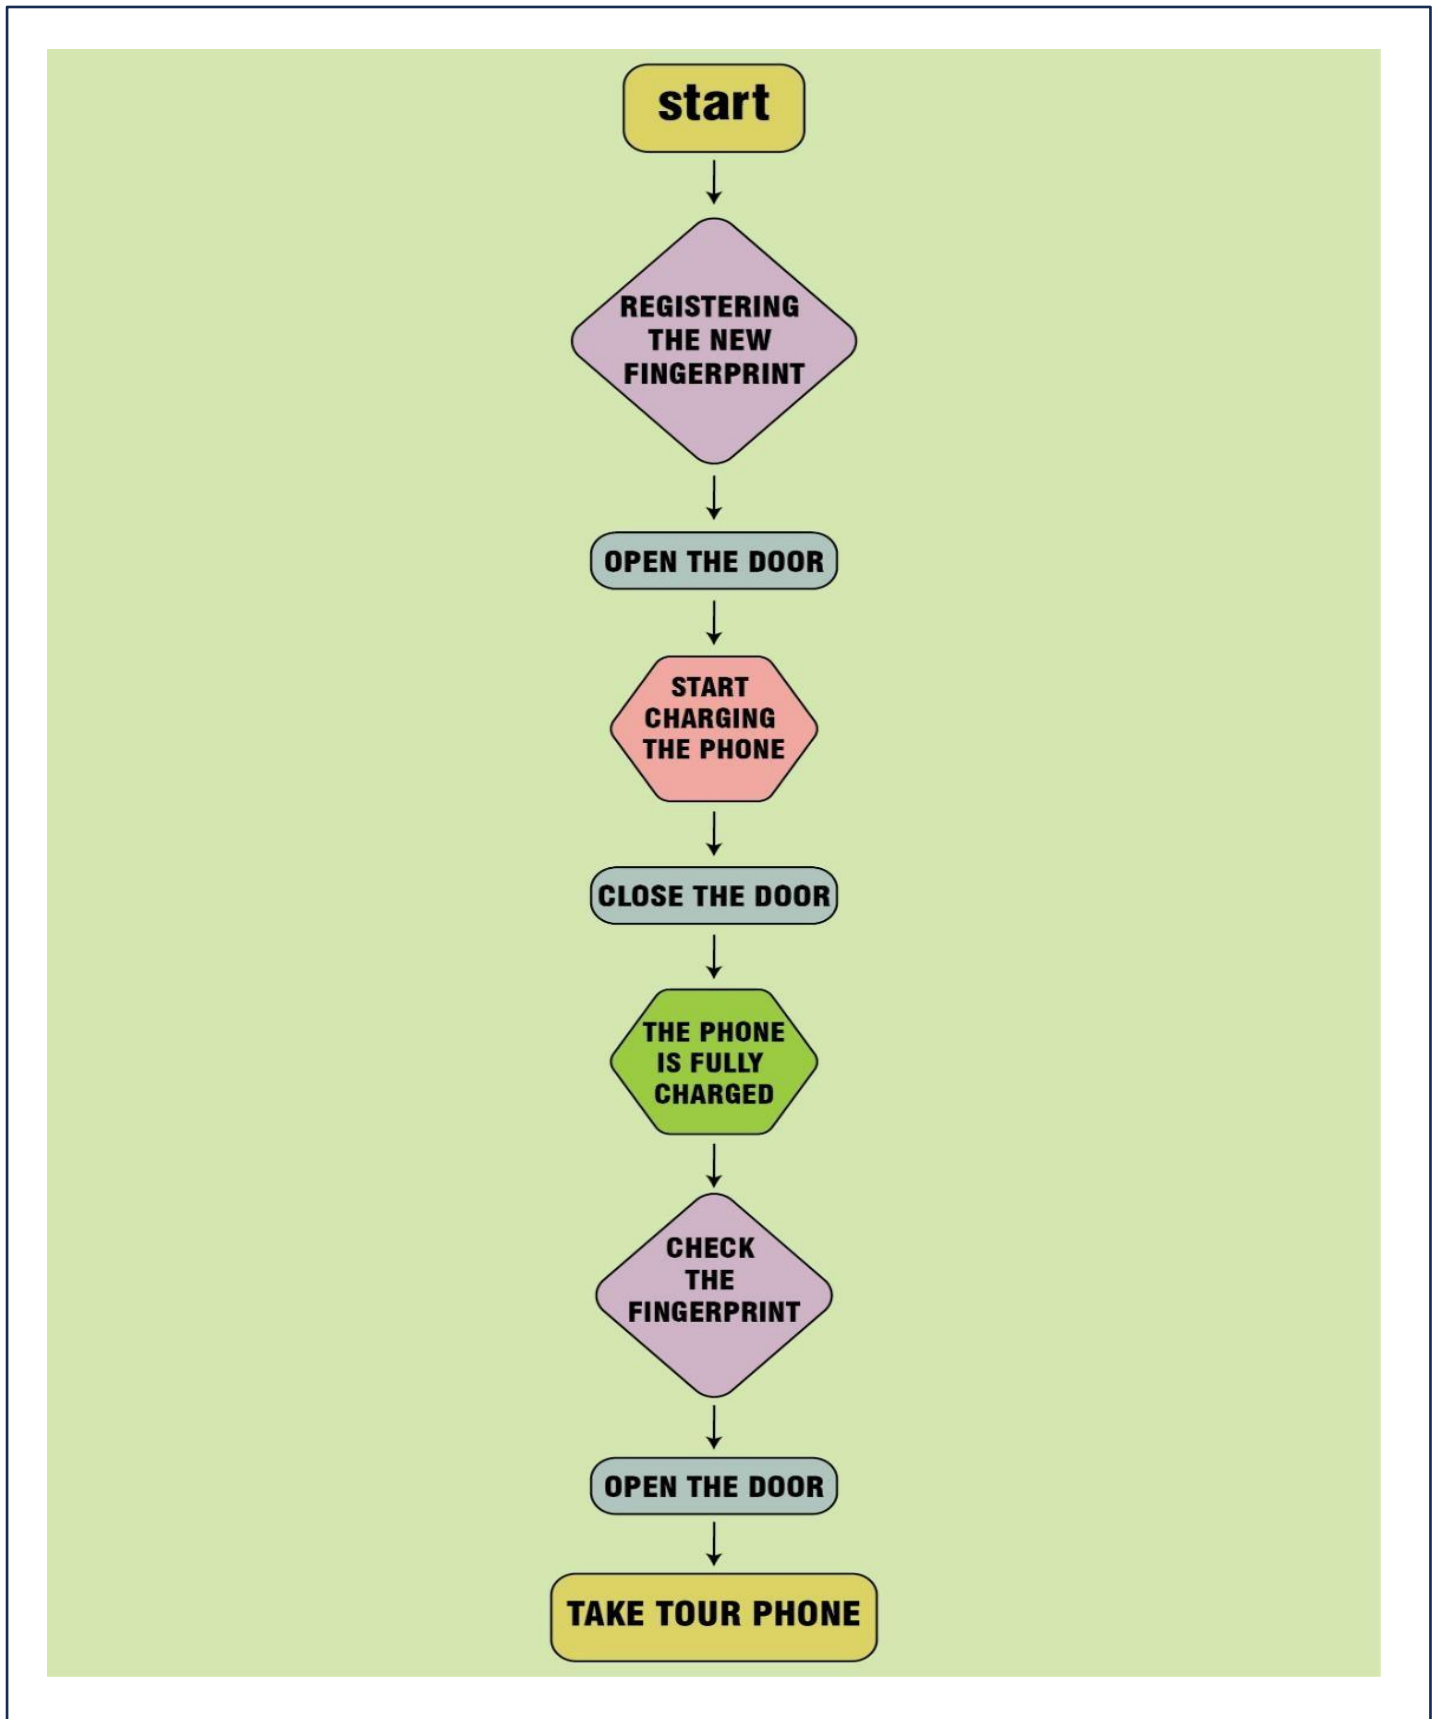 start
REGISTERING
THE NEW
FINGERPRINT
OPEN THE DOOR
START
CHARGING
THE PHONE
CLOSE THE DOOR
THE PHONE
IS FULLY
CHARGED
CHECK
THE
FINGERPRINT
OPEN THE DOOR
TAKE TOUR PHONE